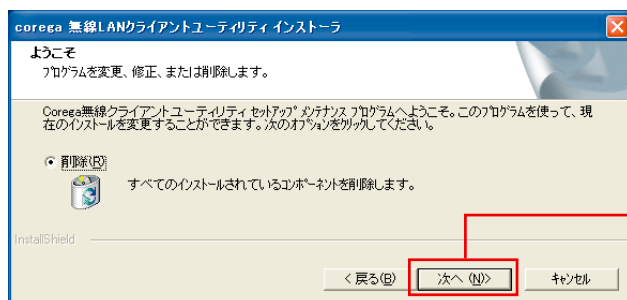 corega 無線LANクライアントユーティリティ インストーラ
ようこそ
プログラムを変更、修正、または削除します。
Corega無線クライアントユーティリティ セットアップ メンテナンス プログラムへようこそ。このプログラムを使って、現
在のインストールを変更することができます。次のオプションをクリックしてください。
削除(R)
すべてのインストールされているコンポーネントを削除します。
InstallShield
< 戻る(B) 次へ (N)> キャンセル